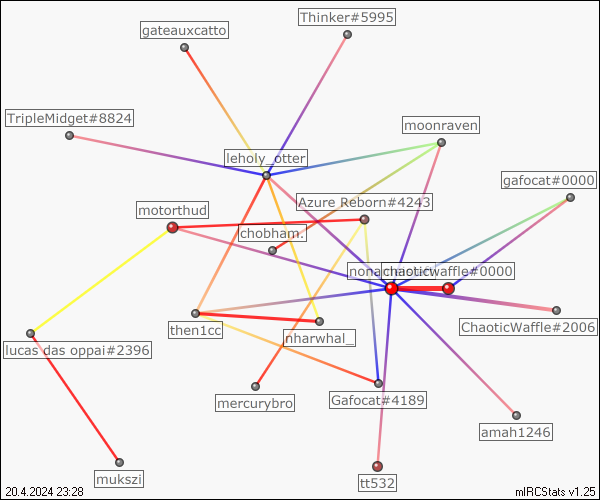 Thinker#5995
gateauxcatto
TripleMidget#8824
moonraven
leholy_otter
gafocat#0000
Azure Reborn#4243
motorthud
chobham.
chaoticwaffle#0000
ChaoticWaffle#2006
then1cc
nharwhal_
lucas das oppai#2396
mercurybro
Gafocat#4189
amah1246
mukszi
tt532
20.4.2024 23:28
mIRCStats v1.25